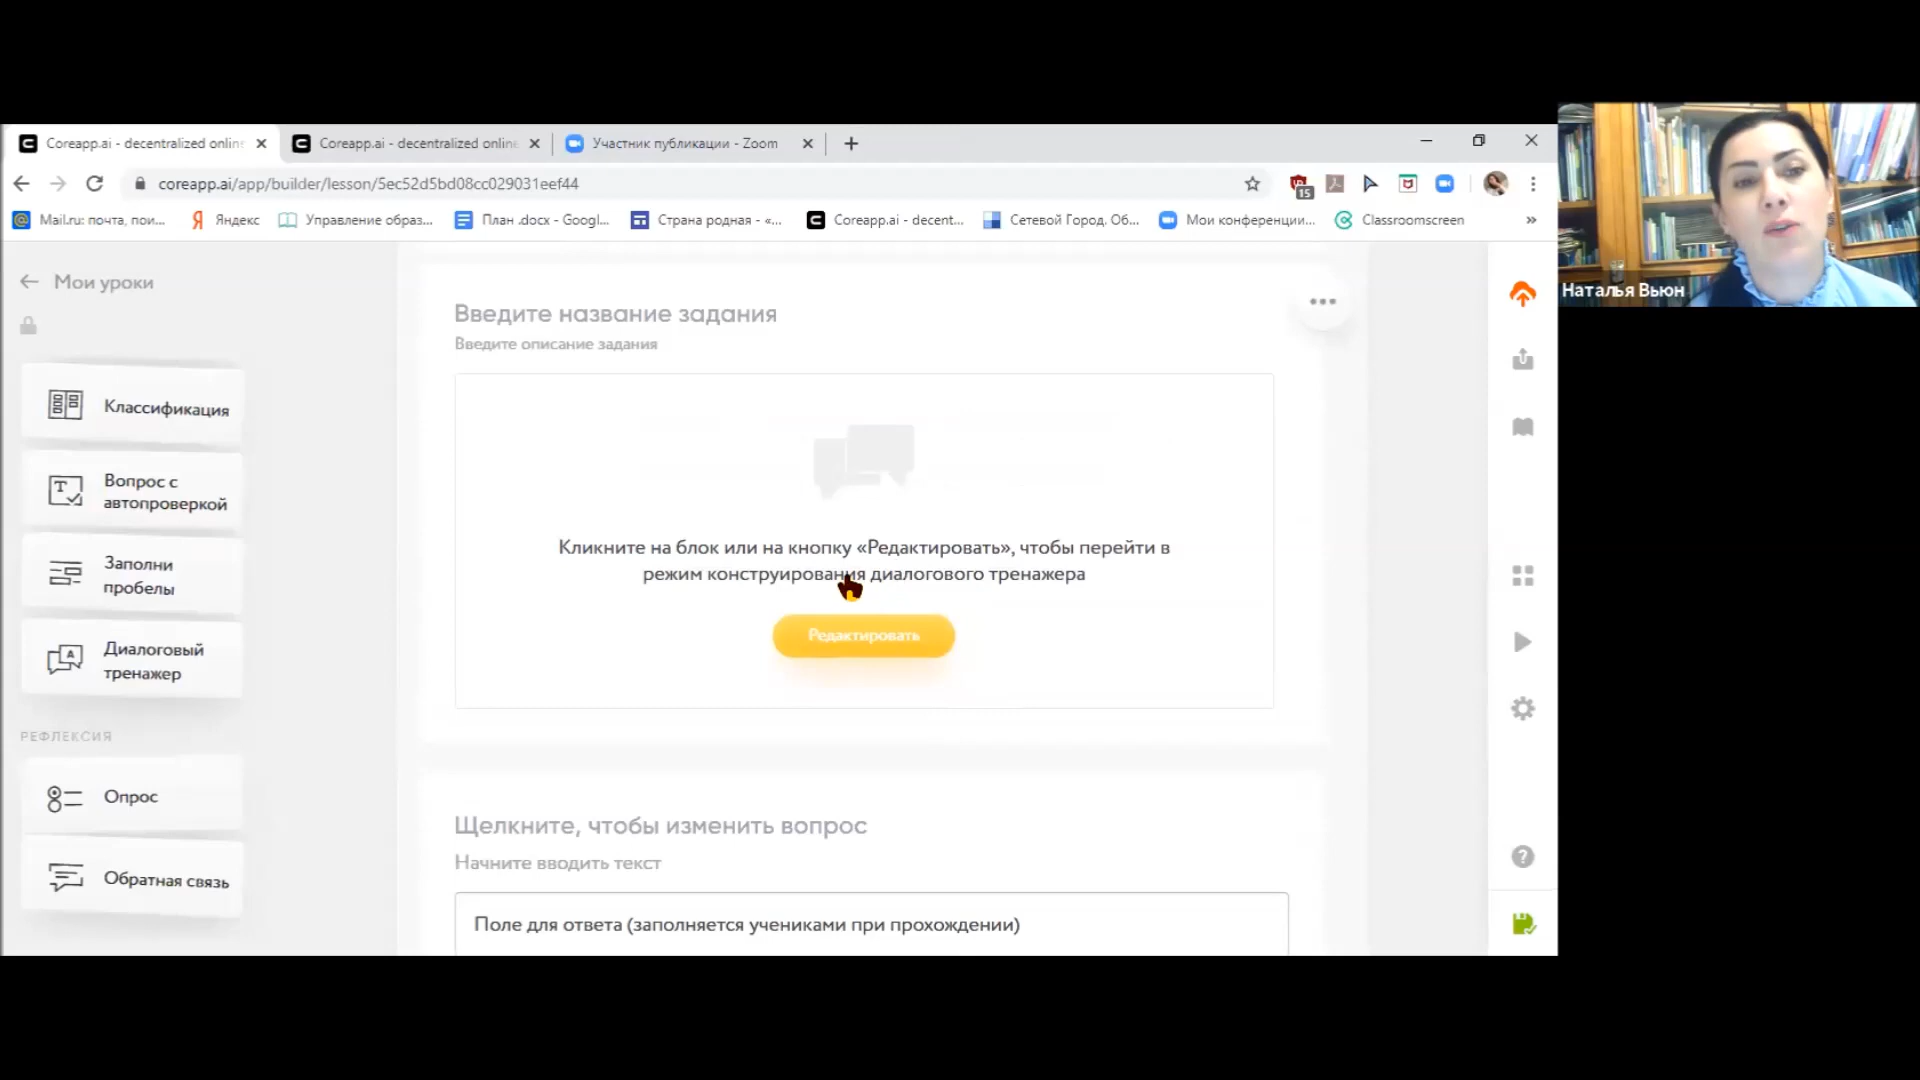 Coreapp.ai - decentralized onlin
Coreapp.ai - decentralized online
Участник публикации - Zoom
coreapp.ai/app/builder/lesson/5ec52d5bd08cc029031eef44
15
Mail.ru: почта, пои...
Яндекс
Управление образ...
План .docx - Googl...
Страна родная - «...
Coreapp.ai - decent...
Сетевой Город. Об...
Мои конференции...
Classroomscreen
»
Наталья Вьюн
Мои уроки
Классификация
Вопрос с
автопроверкой
Заполни
пробелы
Диалоговый
тренажер
РЕФЛЕКСИЯ
Опрос
Обратная связь
Введите название задания
Введите описание задания
Кликните на блок или на кнопку «Редактировать», чтобы перейти в
режим конструирования диалогового тренажера
Редактировать
Щелкните, чтобы изменить вопрос
Начните вводить текст
Поле для ответа (заполняется учениками при прохождении)